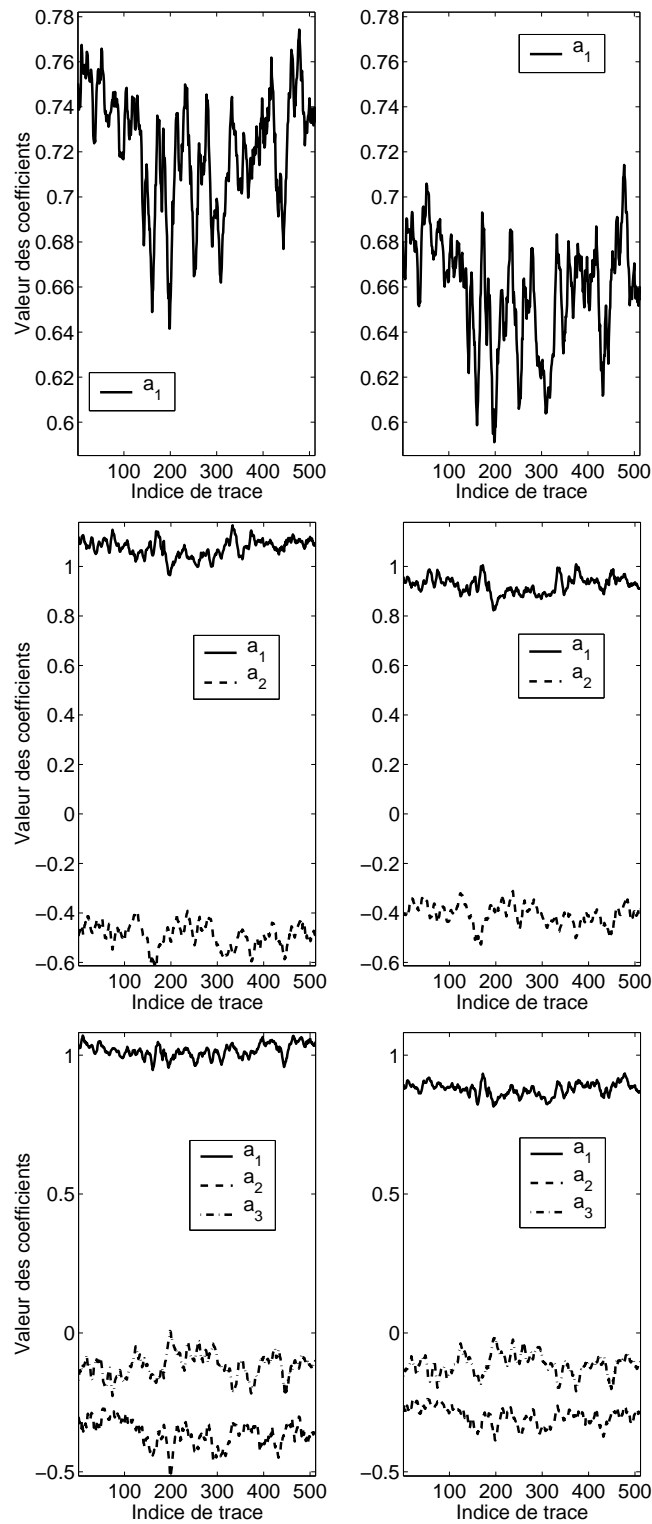 0.78
0.76
0.74
0.72
0.7
0.68
0.66
0.64
0.62
0.6
Valeur des coefficients
a1
100 200 300 400 500
Indice de trace
0.78
0.76
0.74
0.72
0.7
0.68
0.66
0.64
0.62
0.6
a1
100 200 300 400 500
Indice de trace
1
0.8
0.6
0.4
0.2
0
−0.2
−0.4
−0.6
Valeur des coefficients
a1
a2
100 200 300 400 500
Indice de trace
1
0.8
0.6
0.4
0.2
0
−0.2
−0.4
−0.6
a1
a2
100 200 300 400 500
Indice de trace
1
0.5
0
−0.5
Valeur des coefficients
a1
a2
a3
100 200 300 400 500
Indice de trace
1
0.5
0
−0.5
a1
a2
a3
100 200 300 400 500
Indice de trace